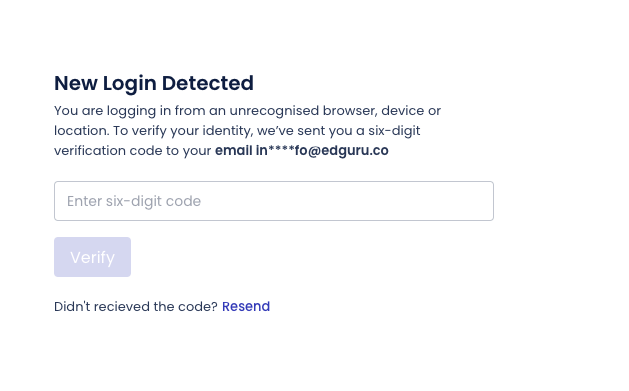 New Login Detected
You are logging in from an unrecognised browser, device or
location. To verify your identity, we’ve sent you a six-digit
verification code to your email in****fo@edguru.co
Enter six-digit code
Verify
Didn't recieved the code? Resend